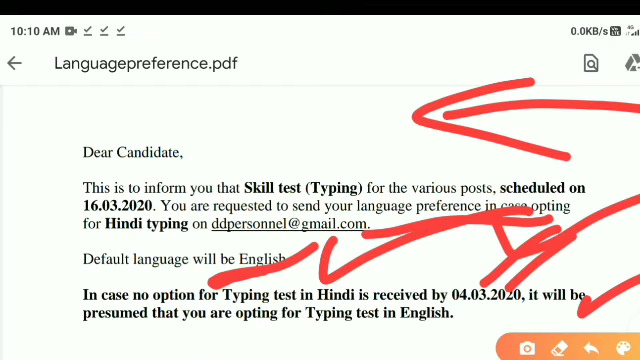 10:10 AM
0.0KB/s
4G
Languagepreference.pdf
Dear Candidate,
This is to inform you that Skill test (Typing) for the various posts, scheduled on
16.03.2020. You are requested to send your language preference in case opting
for Hindi typing on ddpersonnel@gmail.com.
Default language will be English
In case no option for Typing test in Hindi is received by 04.03.2020, it will be
presumed that you are opting for Typing test in English.